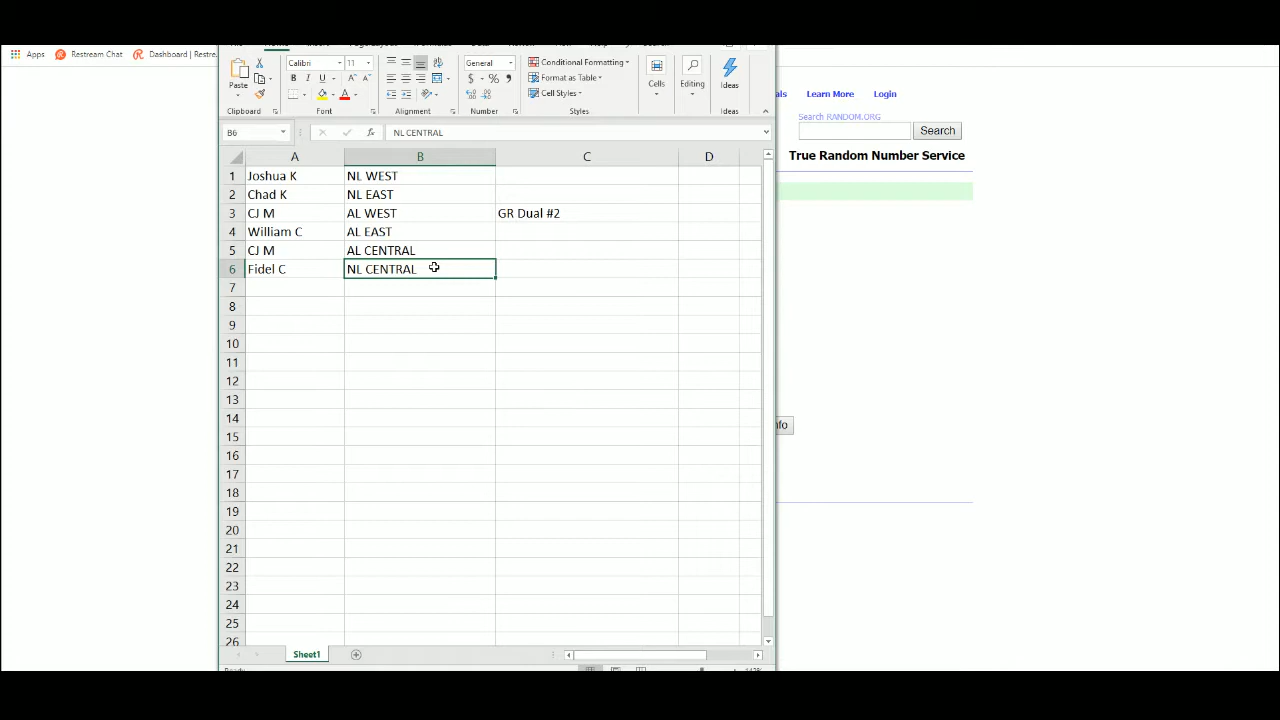 Apps Restream Chat Dashboard | Restre.
als Learn More Login
Search RANDOM.ORG
Search
True Random Number Service
Paste
Calibri 11
B I U
General
$ % 9
Conditional Formatting
Format as Table
Cell Styles
Cells
Editing
Ideas
Clipboard Font Alignment Number Styles Ideas
B6 fx NL CENTRAL
A B C D
1 Joshua K NL WEST
2 Chad K NL EAST
3 CJ M AL WEST GR Dual #2
4 William C AL EAST
5 CJ M AL CENTRAL
6 Fidel C NL CENTRAL
7
8
9
10
11
12
13
14
15
16
17
18
19
20
21
22
23
24
25
26
nfo
Sheet1